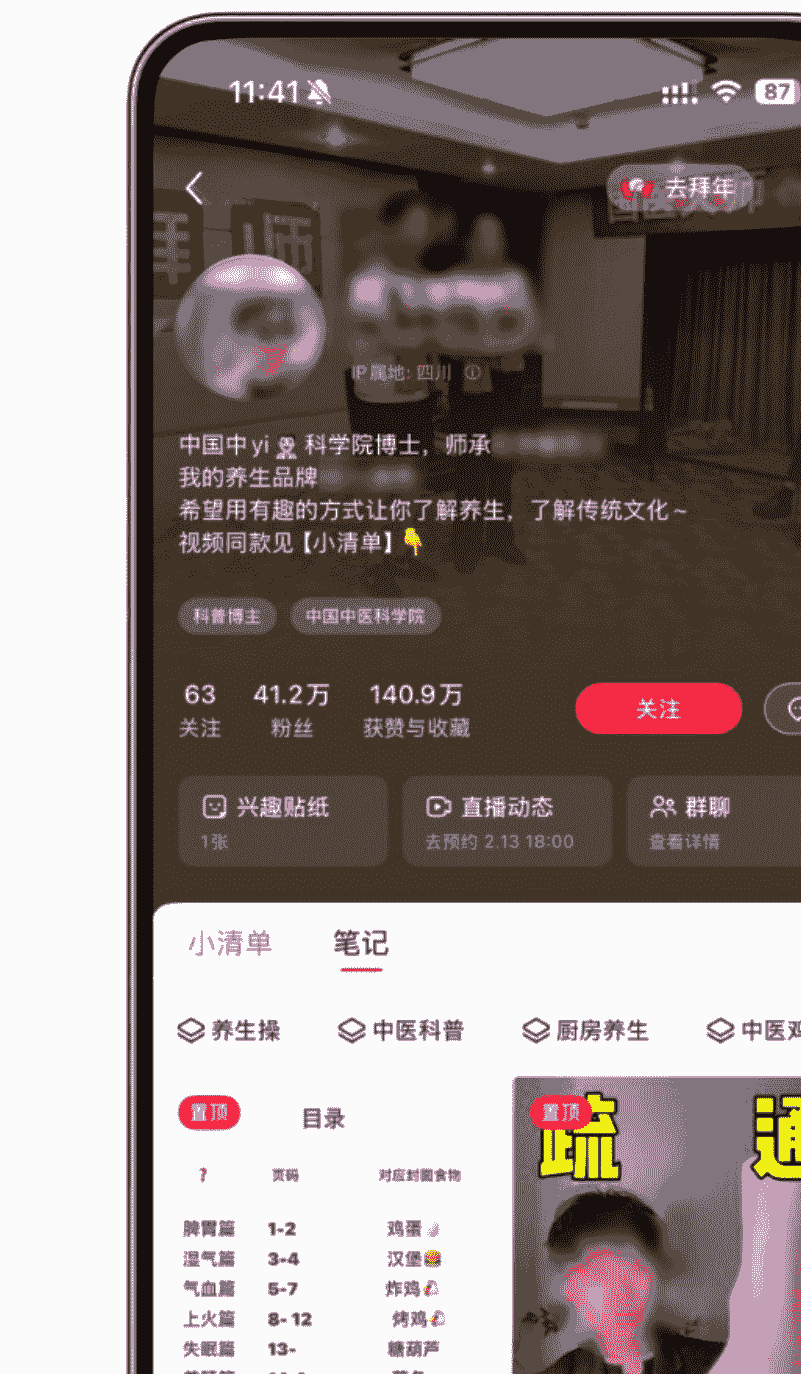 11:41
87
去拜年
拜
师
IP属地: 四川
中国中yi 科学院博士，师承
我的养生品牌
希望用有趣的方式让你了解养生，了解传统文化~
视频同款见【小清单】👇
科普博主 中国中医科学院
63 41.2万 140.9万
关注 粉丝 获赞与收藏
关注
兴趣贴纸 直播动态 群聊
1张 去预约 2.13 18:00 查看详情
小清单 笔记
养生操 中医科普 厨房养生 中医鸡
置顶 目录
置顶 疏 通
? 页码 对应封面食物
脾胃篇 1-2 鸡蛋
湿气篇 3-4 汉堡🍔
气血篇 5-7 炸鸡🍗
上火篇 8-12 烤鸡🍗
失眠篇 13- 糖葫芦